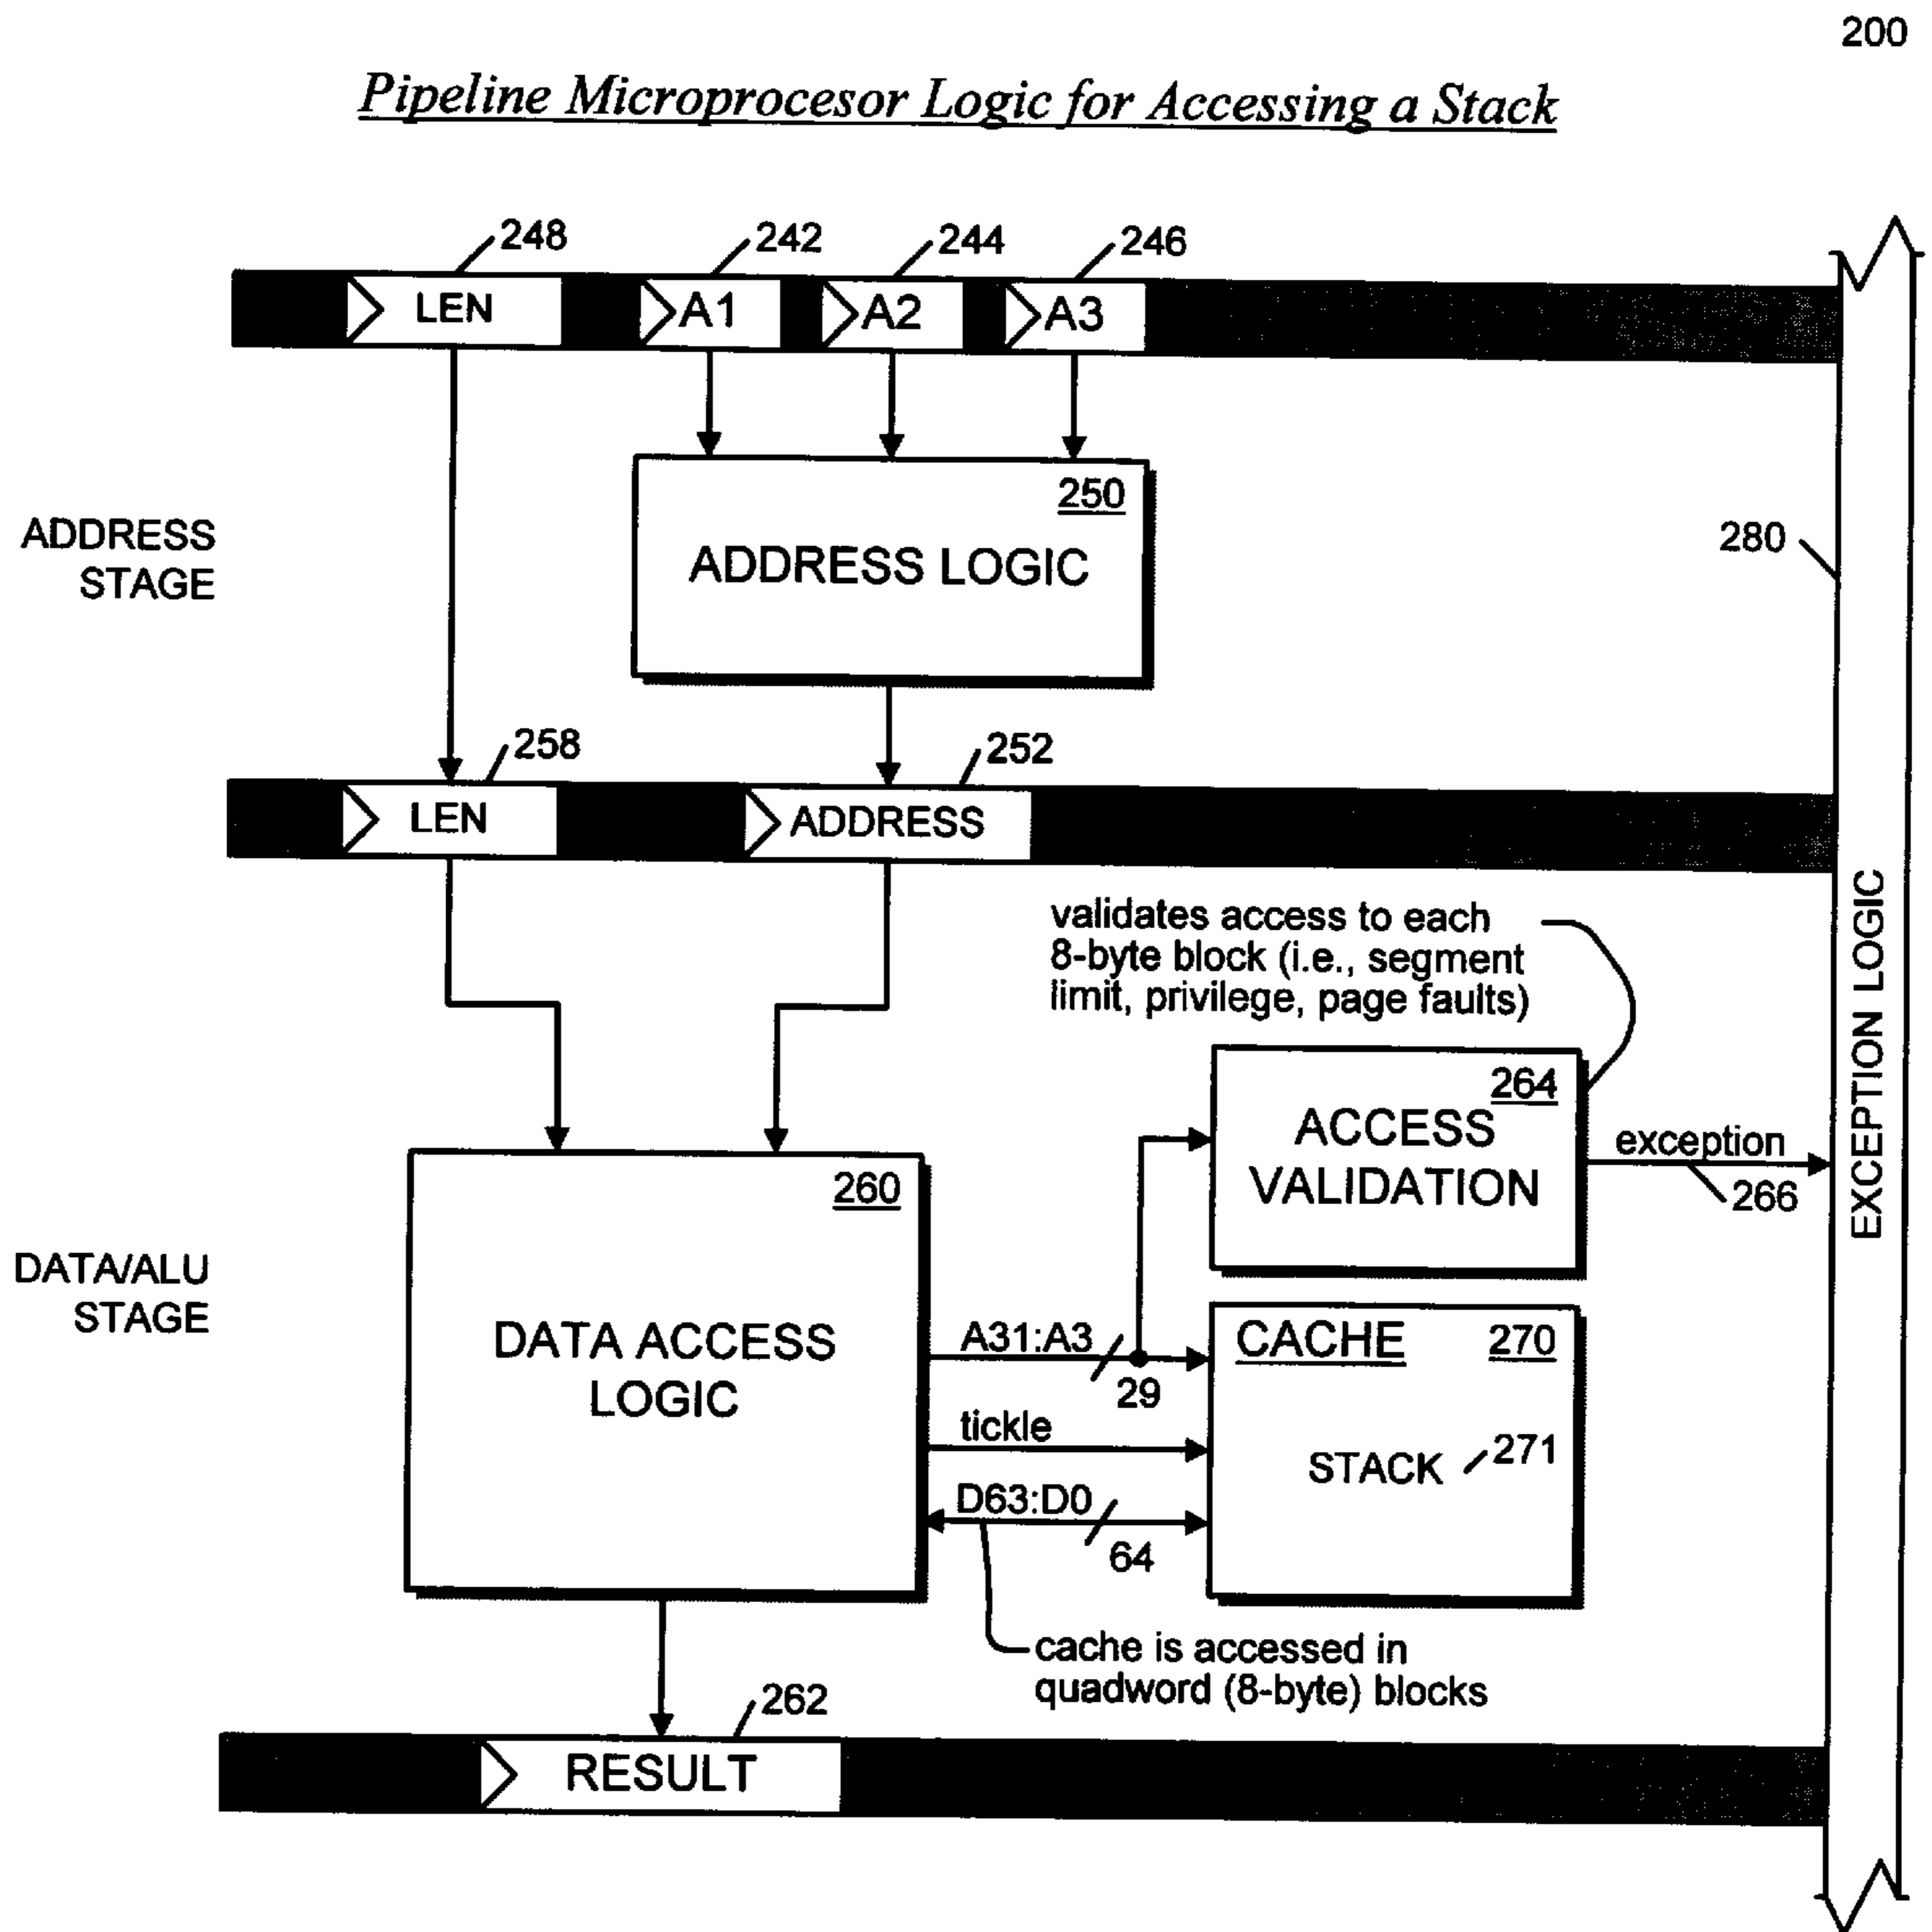 200
Pipeline Microprocesor Logic for Accessing a Stack
248
242
244
246
LEN
A1
A2
A3
250
ADDRESS LOGIC
ADDRESS
STAGE
280
258
252
LEN
ADDRESS
validates access to each
8-byte block (i.e., segment
limit, privilege, page faults)
EXCEPTION LOGIC
264
ACCESS
VALIDATION
exception
266
260
DATA ACCESS
LOGIC
DATA/ALU
STAGE
A31:A3
29
tickle
D63:D0
64
CACHE
270
STACK
271
cache is accessed in
quadword (8-byte) blocks
262
RESULT